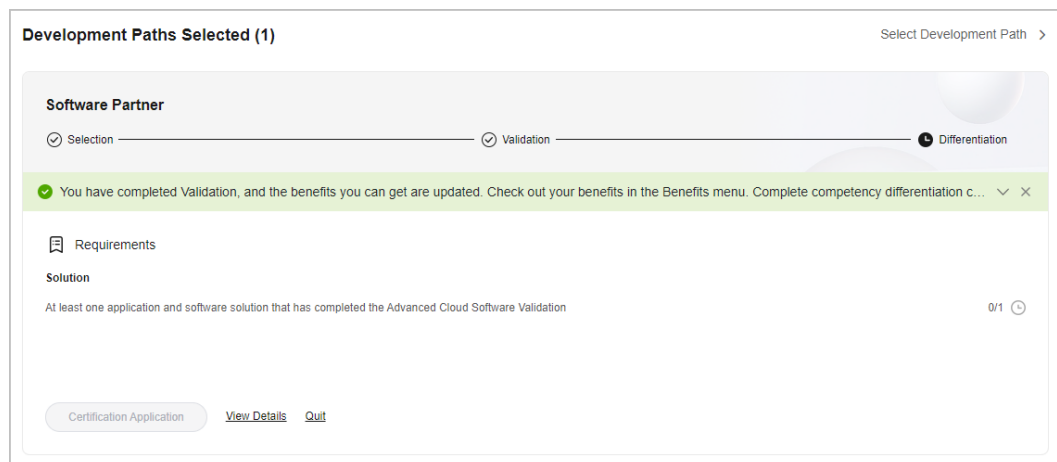 Development Paths Selected (1)
Select Development Path
Software Partner
Selection
Validation
Differentiation
You have completed Validation, and the benefits you can get are updated. Check out your benefits in the Benefits menu. Complete competency differentiation c...
Requirements
Solution
At least one application and software solution that has completed the Advanced Cloud Software Validation
0/1
Certification Application
View Details
Quit